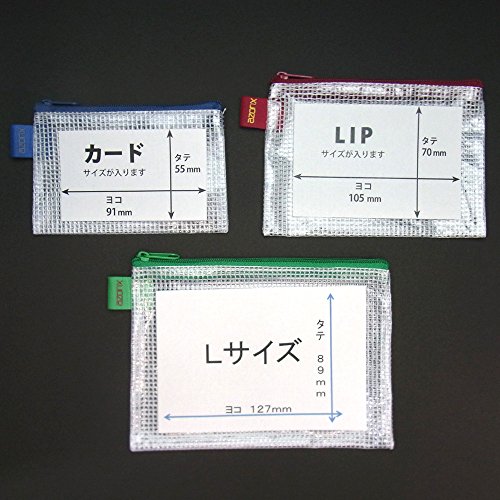 カード
サイズが入ります
タテ
55mm
ヨコ
91mm
LIP
サイズが入ります
タテ
70mm
ヨコ
105mm
Lサイズ
タテ 89mm
ヨコ 127mm